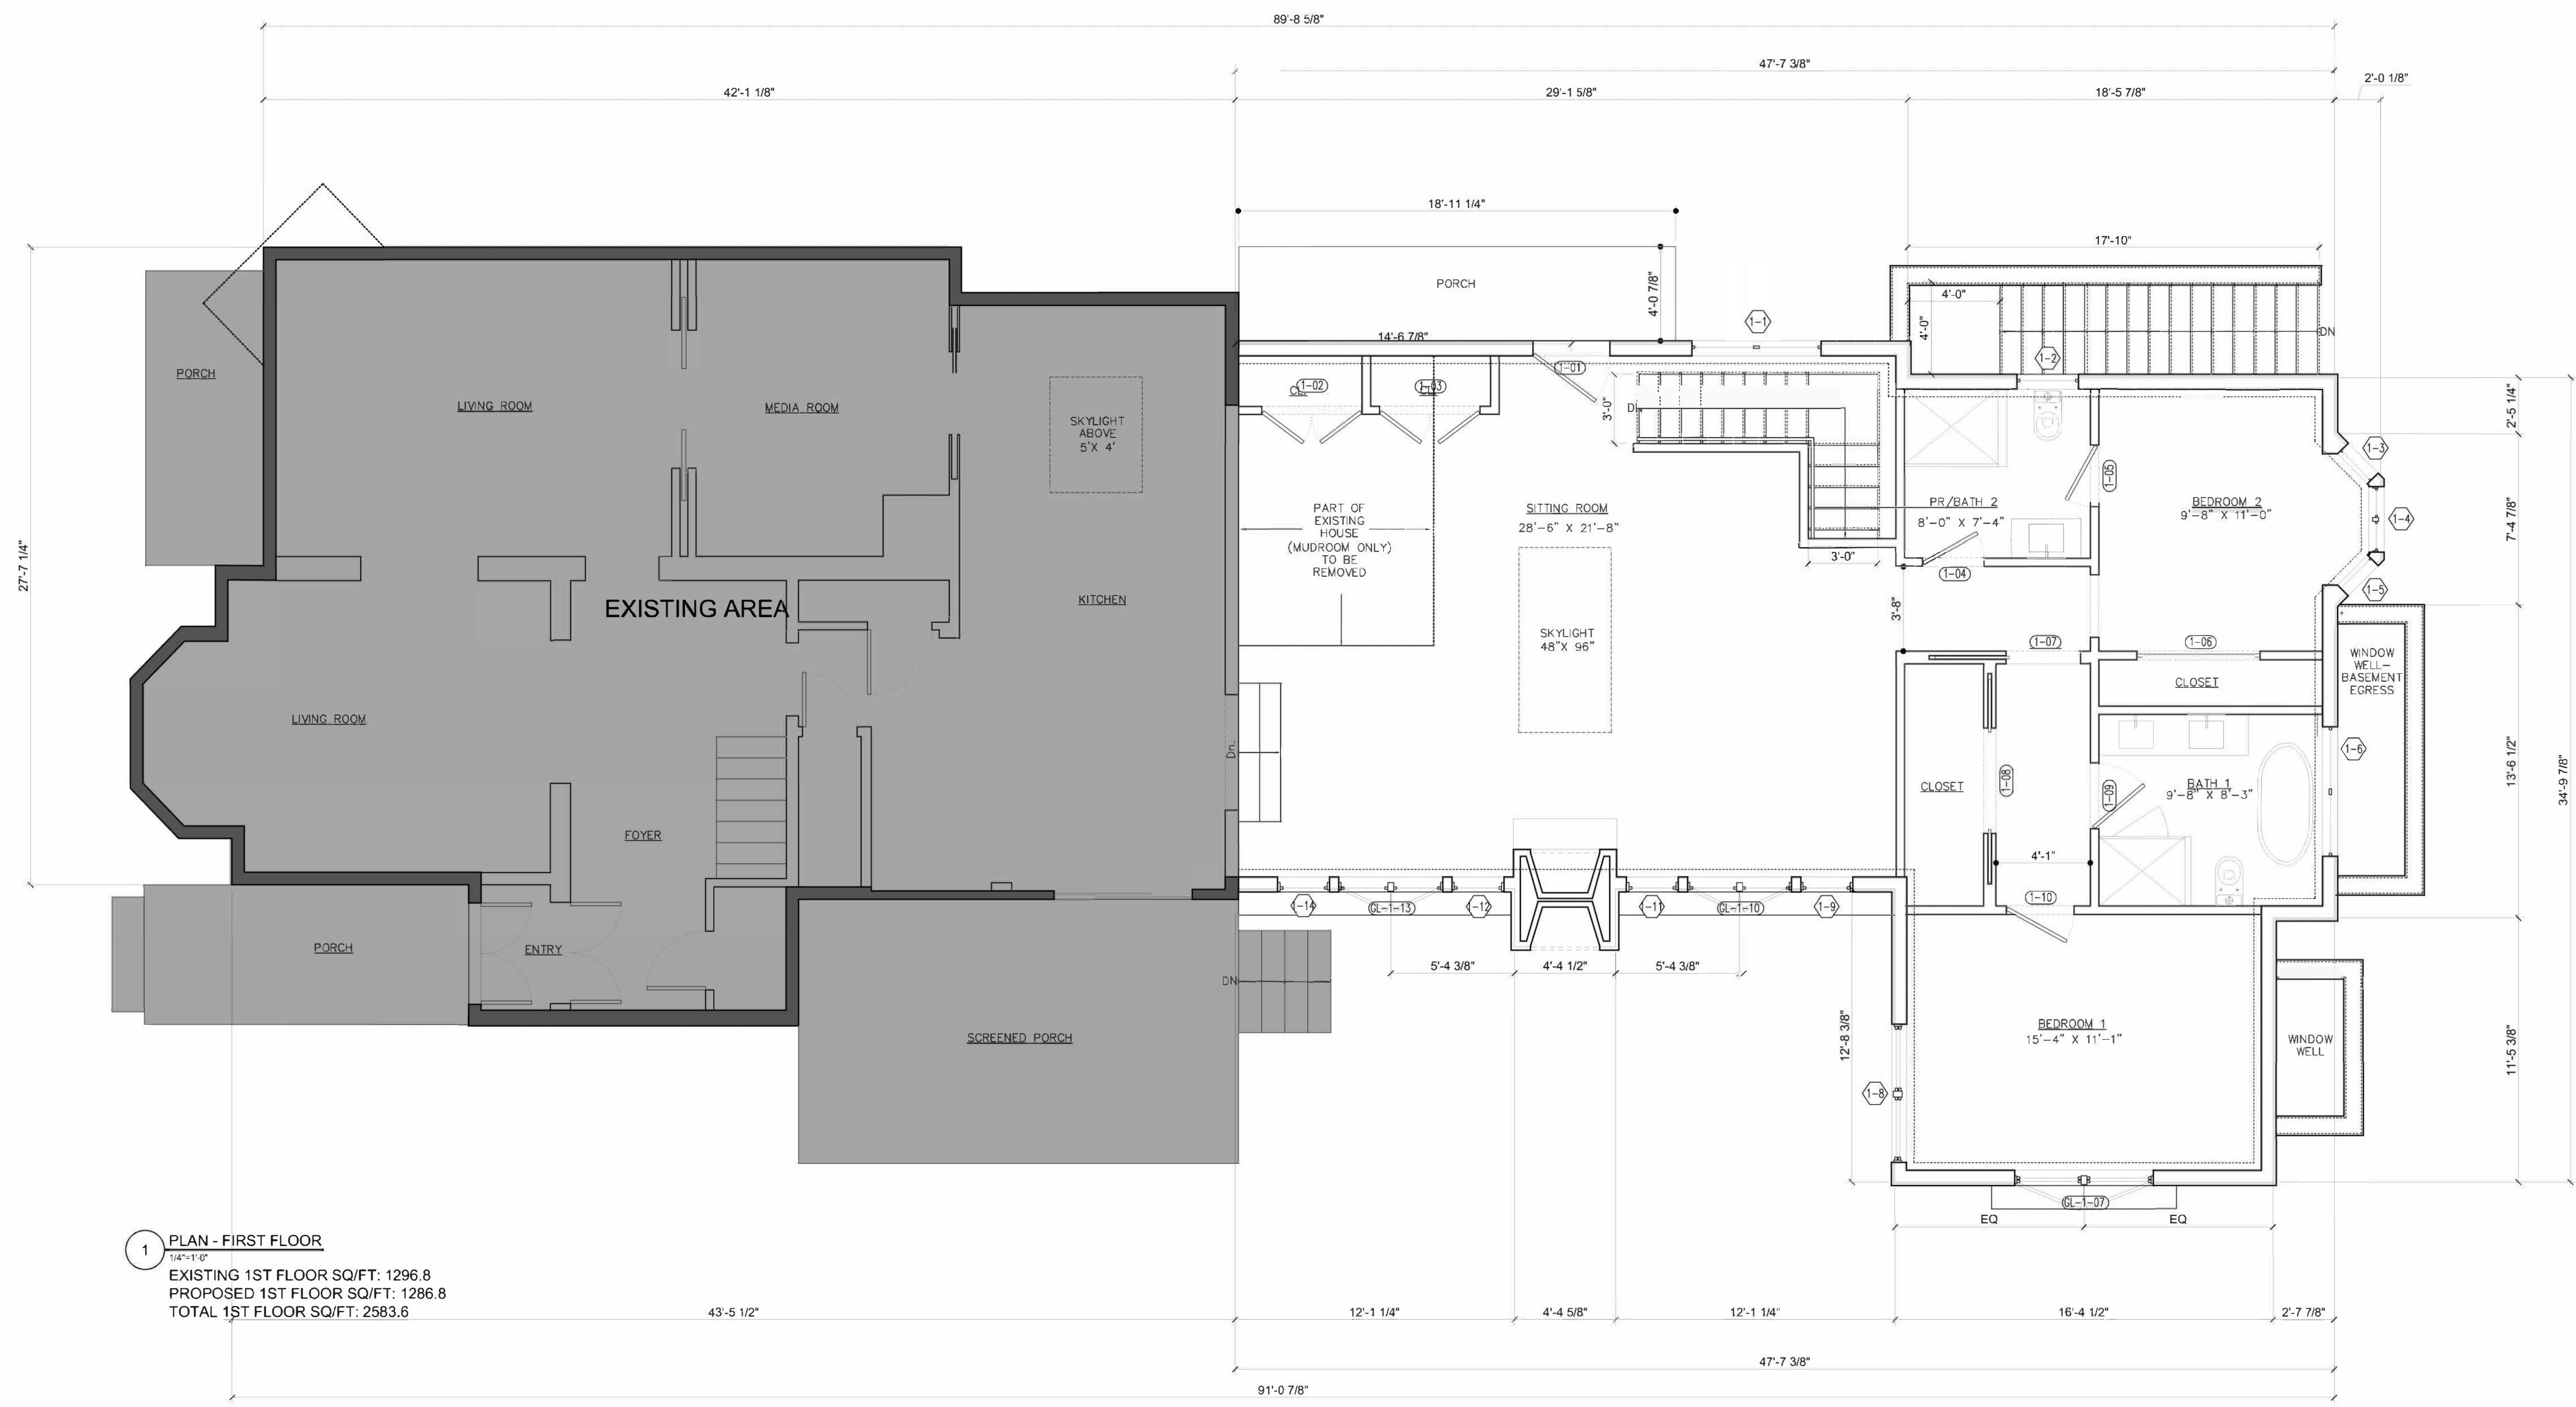 89'-8 5/8"
47'-7 3/8"
2'-0 1/8"
42'-1 1/8"
29'-1 5/8"
18'-5 7/8"
18'-11 1/4"
17'-10"
PORCH
4'-0 7/8"
4'-0"
4'-0"
DN
1-1
1-2
14'-6 7/8"
1-01
PORCH
LIVING ROOM
MEDIA ROOM
SKYLIGHT
ABOVE
5'X 4'
1-02
1-03
3'-0"
2'-5 1/4"
1-3
1-05
PART OF
EXISTING
HOUSE
(MUDROOM ONLY)
TO BE
REMOVED
SITTING ROOM
28'-6" X 21'-8"
PR/BATH 2
8'-0" X 7'-4"
BEDROOM 2
9'-8" X 11'-0"
1-4
7'-4 7/8"
27'-7 1/4"
3'-0"
1-04
1-5
EXISTING AREA
KITCHEN
3'-8"
SKYLIGHT
48"X 96"
1-07
1-06
WINDOW
WELL-
BASEMENT
EGRESS
CLOSET
LIVING ROOM
Dn.
1-6
13'-6 1/2"
34'-9 7/8"
CLOSET
1-08
1-09
BATH 1
9'-8" X 8'-3"
FOYER
4'-1"
1-10
1-14
GL-1-13
1-12
1-11
GL-1-10
1-9
PORCH
ENTRY
5'-4 3/8"
4'-4 1/2"
5'-4 3/8"
DN
SCREENED PORCH
12'-8 3/8"
BEDROOM 1
15'-4" X 11'-1"
WINDOW
WELL
11'-5 3/8"
1-8
GL-1-07
EQ
EQ
1
PLAN - FIRST FLOOR
1/4"=1'-0"
EXISTING 1ST FLOOR SQ/FT: 1296.8
PROPOSED 1ST FLOOR SQ/FT: 1286.8
TOTAL 1ST FLOOR SQ/FT: 2583.6
43'-5 1/2"
12'-1 1/4"
4'-4 5/8"
12'-1 1/4"
16'-4 1/2"
2'-7 7/8"
47'-7 3/8"
91'-0 7/8"